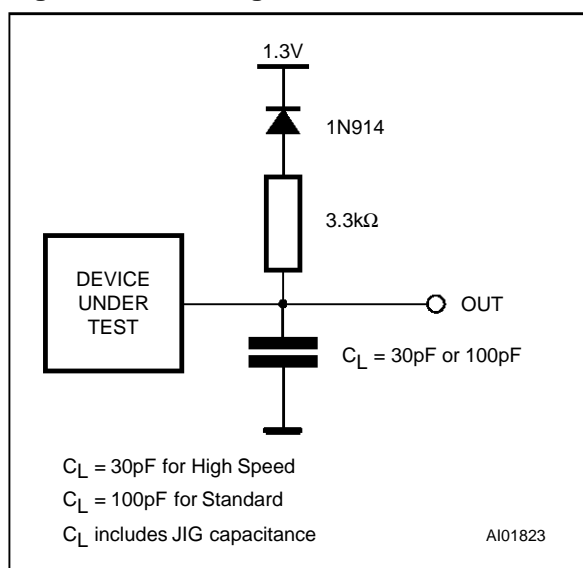 1.3V
1N914
3.3kΩ
DEVICE
UNDER
TEST
OUT
CL = 30pF or 100pF
CL = 30pF for High Speed
CL = 100pF for Standard
CL includes JIG capacitance
AI01823